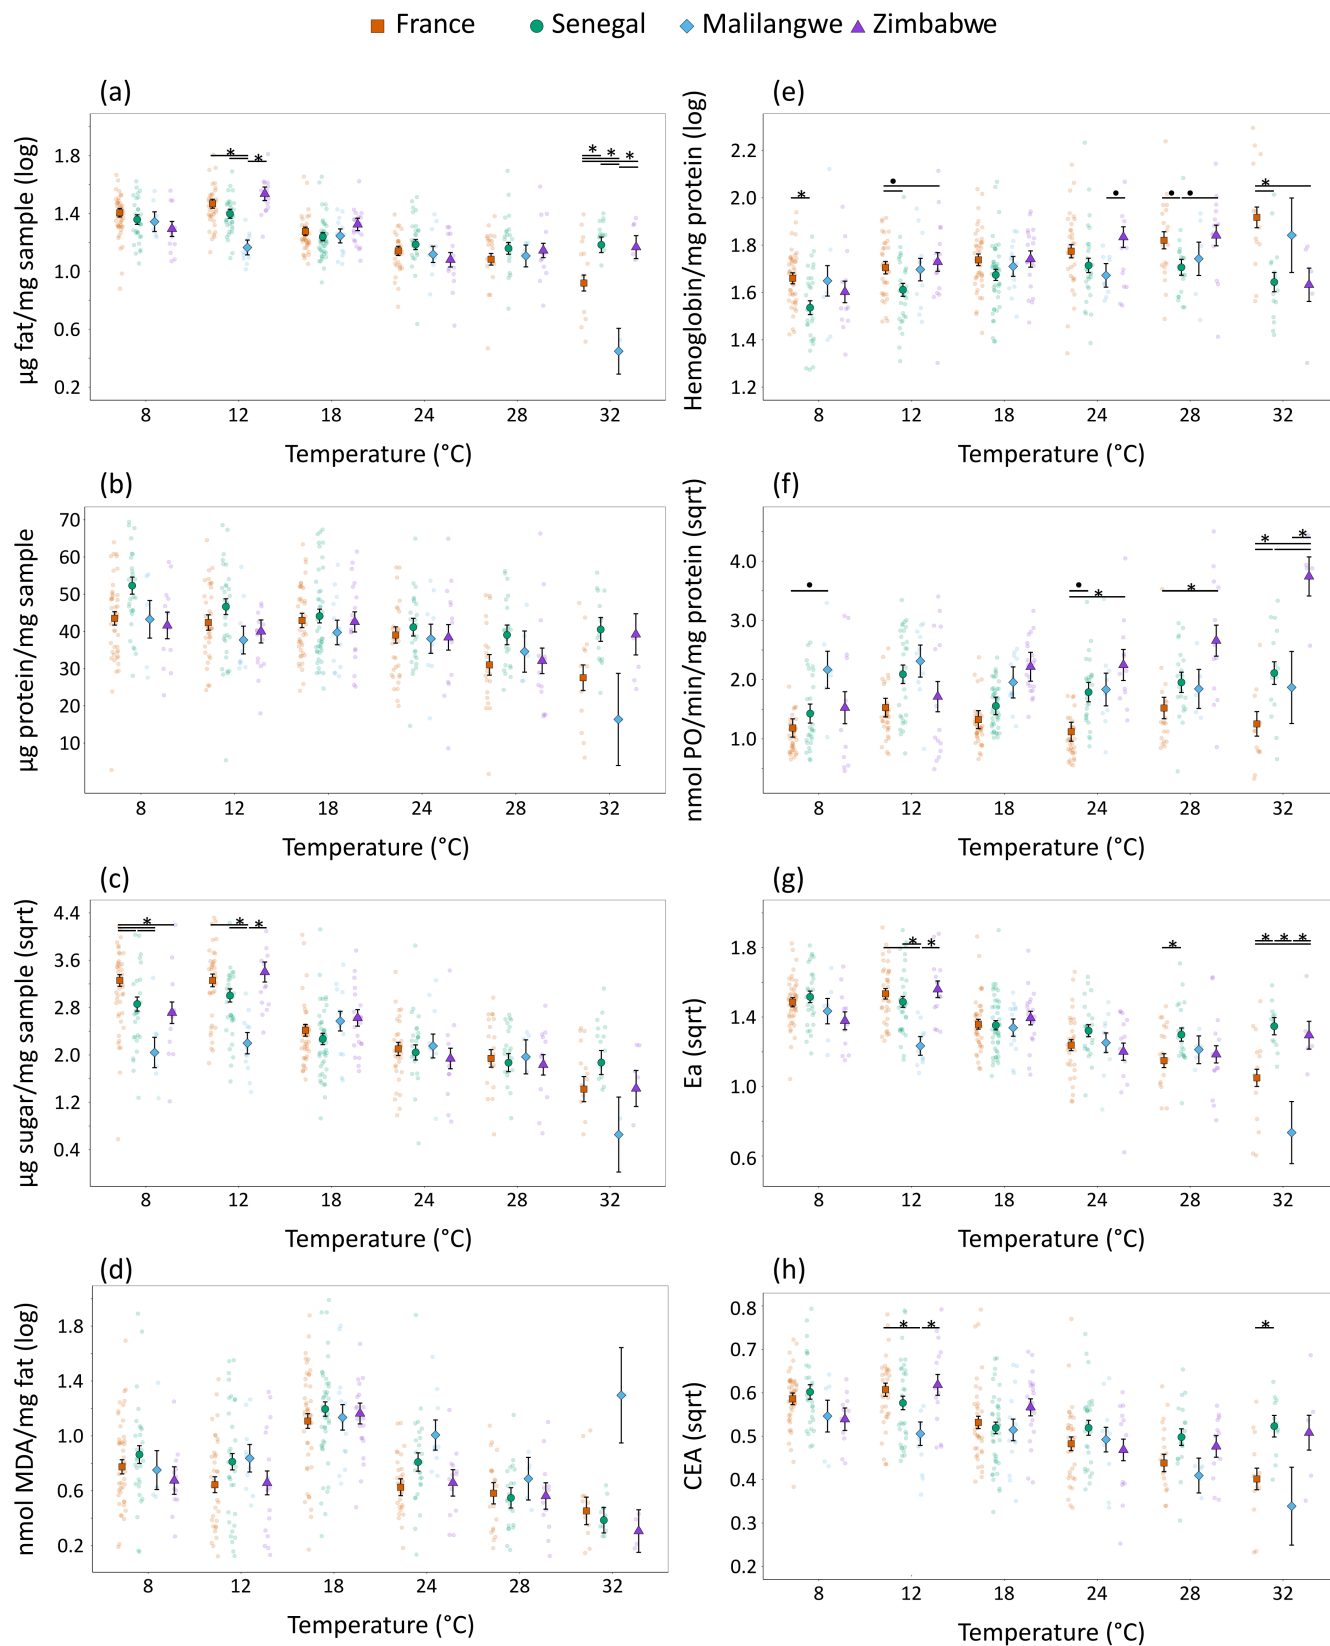 France Senegal Malilangwe Zimbabwe
(a)
µg fat/mg sample (log)
1.8
1.4
1.0
0.6
0.2
* * * * *
8 12 18 24 28 32
Temperature (°C)
(e)
Hemoglobin/mg protein (log)
2.2
2.0
1.8
1.6
1.4
1.2
* • • • • *
8 12 18 24 28 32
Temperature (°C)
(b)
µg protein/mg sample
70
60
50
40
30
20
10
8 12 18 24 28 32
Temperature (°C)
(f)
nmol PO/min/mg protein (sqrt)
4.0
3.0
2.0
1.0
• • * * * *
8 12 18 24 28 32
Temperature (°C)
(c)
µg sugar/mg sample (sqrt)
4.4
3.6
2.8
2.0
1.2
0.4
* * *
8 12 18 24 28 32
Temperature (°C)
(g)
Ea (sqrt)
1.8
1.4
1.0
0.6
* * * * * *
8 12 18 24 28 32
Temperature (°C)
(d)
nmol MDA/mg fat (log)
1.8
1.4
1.0
0.6
0.2
8 12 18 24 28 32
Temperature (°C)
(h)
CEA (sqrt)
0.8
0.7
0.6
0.5
0.4
0.3
0.2
* * *
8 12 18 24 28 32
Temperature (°C)